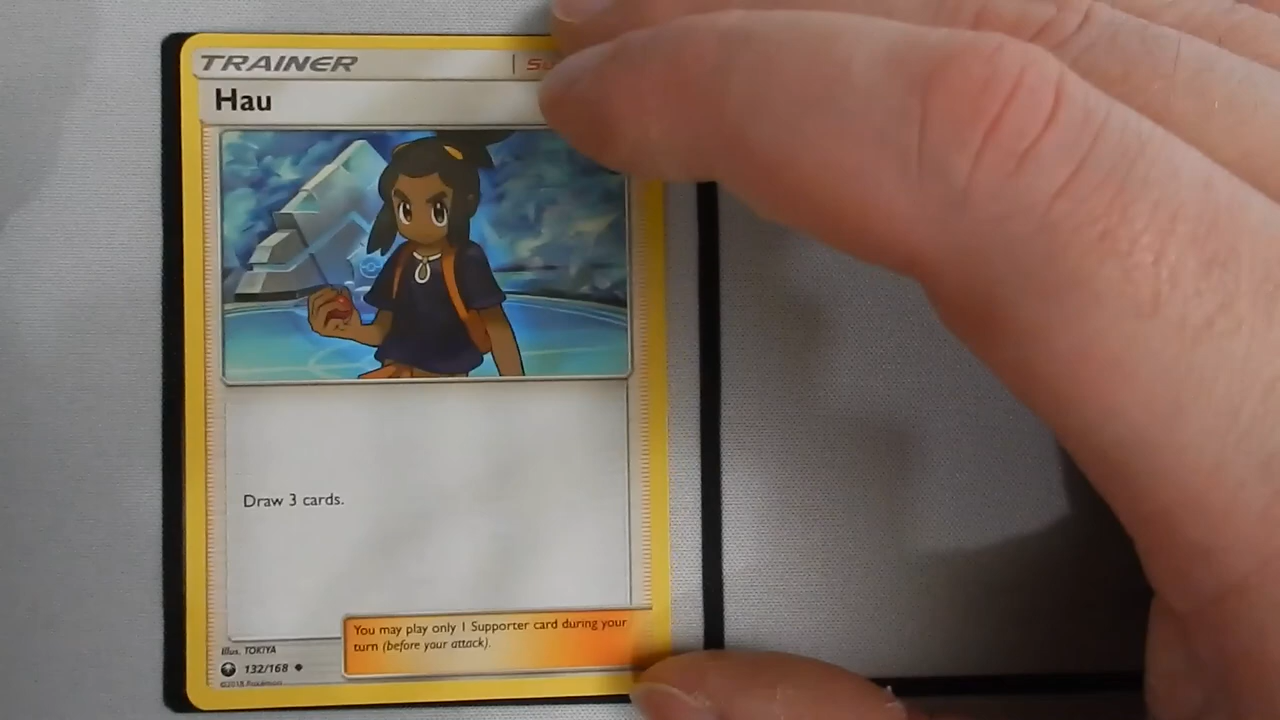 TRAINER
Hau
Draw 3 cards.
You may play only 1 Supporter card during your
turn (before your attack).
Illus. TOKIYA
132/168
©2018 Pokémon